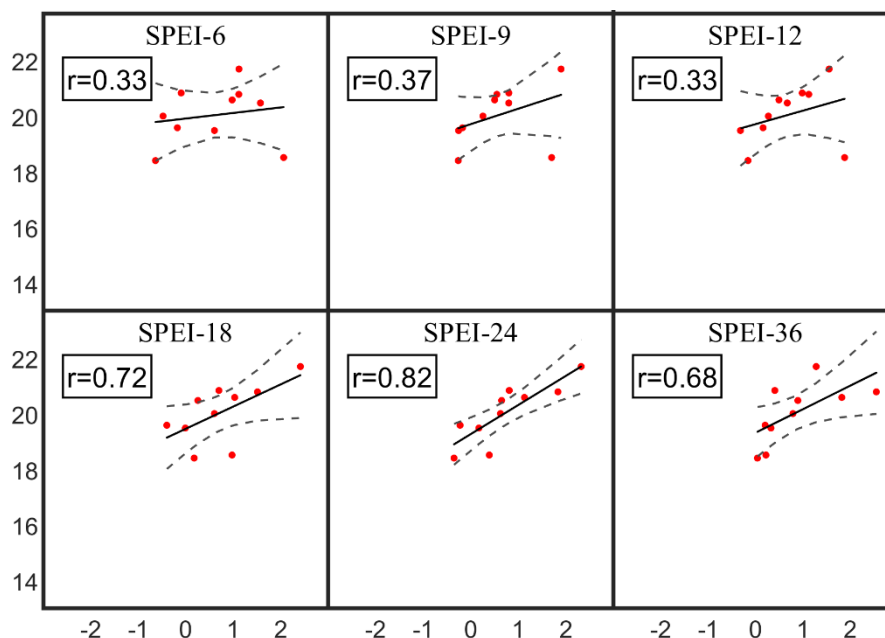 SPEI-6 SPEI-9 SPEI-12
r=0.33 r=0.37 r=0.33
22
20
18
16
14
SPEI-18 SPEI-24 SPEI-36
r=0.72 r=0.82 r=0.68
22
20
18
16
14
-2 -1 0 1 2 -2 -1 0 1 2 -2 -1 0 1 2